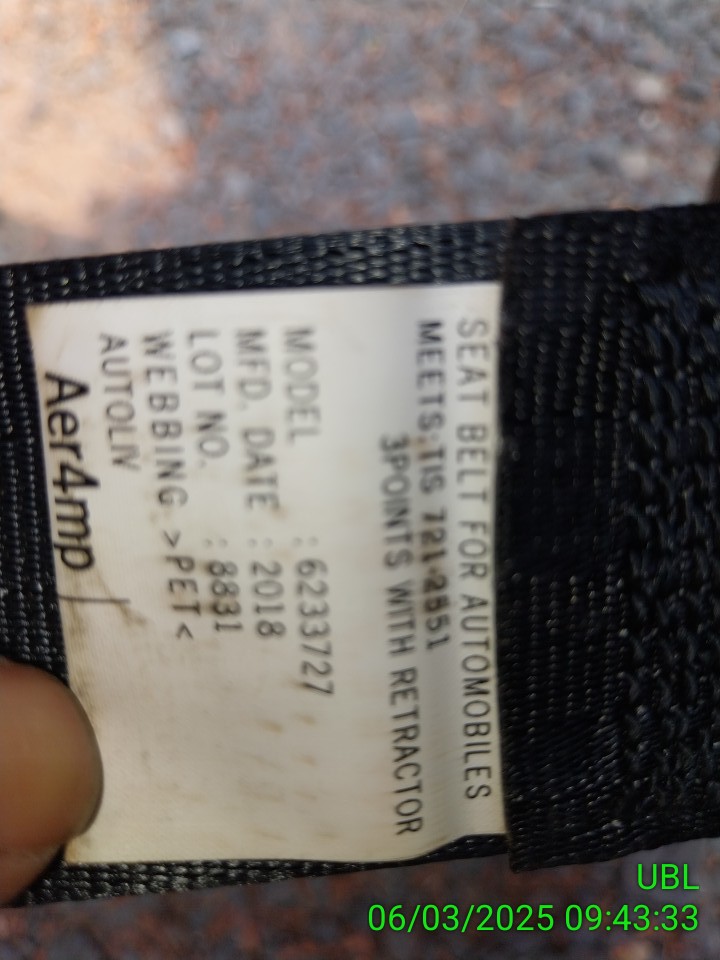 SEAT BELT FOR AUTOMOBILES
MEETS:TIS 721-2551
3POINTS WITH RETRACTOR
MODEL : 6233727
MFD. DATE : 2018
LOT NO. : 8831
WEBBING >PET<
AUTOLIV
Aer4mp
UBL
06/03/2025 09:43:33